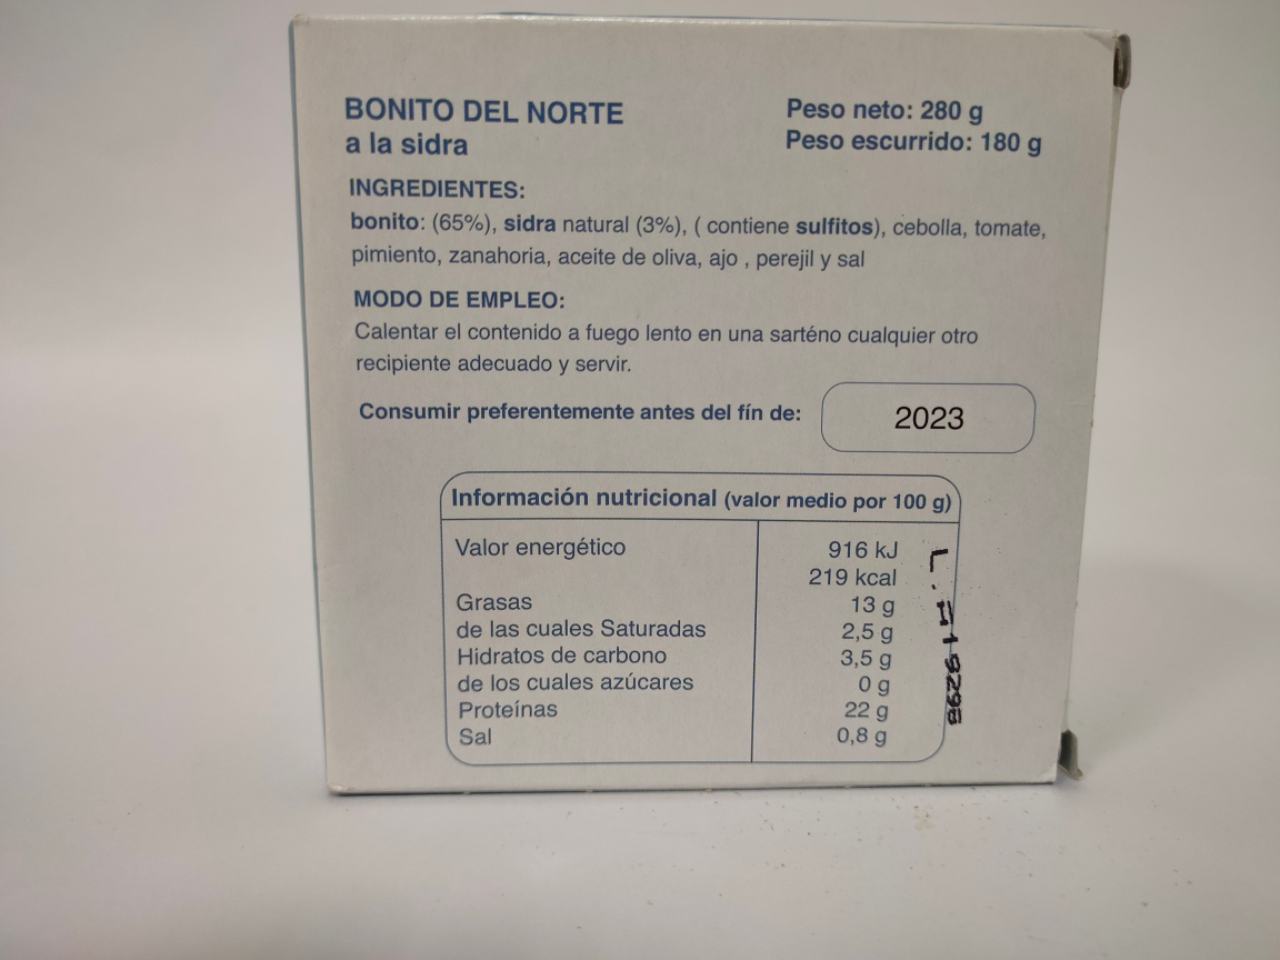 BONITO DEL NORTE
a la sidra
Peso neto: 280 g
Peso escurrido: 180 g
INGREDIENTES:
bonito: (65%), sidra natural (3%), ( contiene sulfitos), cebolla, tomate,
pimiento, zanahoria, aceite de oliva, ajo , perejil y sal
MODO DE EMPLEO:
Calentar el contenido a fuego lento en una sarténo cualquier otro
recipiente adecuado y servir.
Consumir preferentemente antes del fín de: 2023
Información nutricional (valor medio por 100 g)
Valor energético 916 kJ
219 kcal
Grasas 13 g
de las cuales Saturadas 2,5 g
Hidratos de carbono 3,5 g
de los cuales azúcares 0 g
Proteínas 22 g
Sal 0,8 g